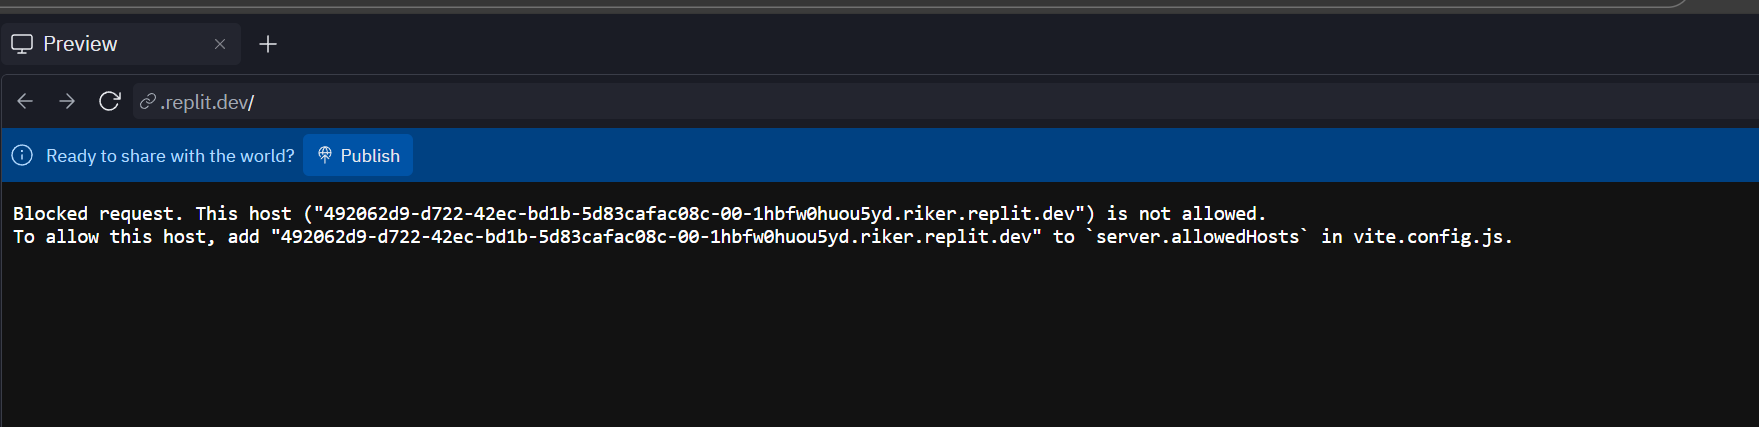 Preview
.replit.dev/
Ready to share with the world? Publish
Blocked request. This host ("492062d9-d722-42ec-bd1b-5d83cafac08c-00-1hbfw0huou5yd.riker.replit.dev") is not allowed.
To allow this host, add "492062d9-d722-42ec-bd1b-5d83cafac08c-00-1hbfw0huou5yd.riker.replit.dev" to `server.allowedHosts` in vite.config.js.